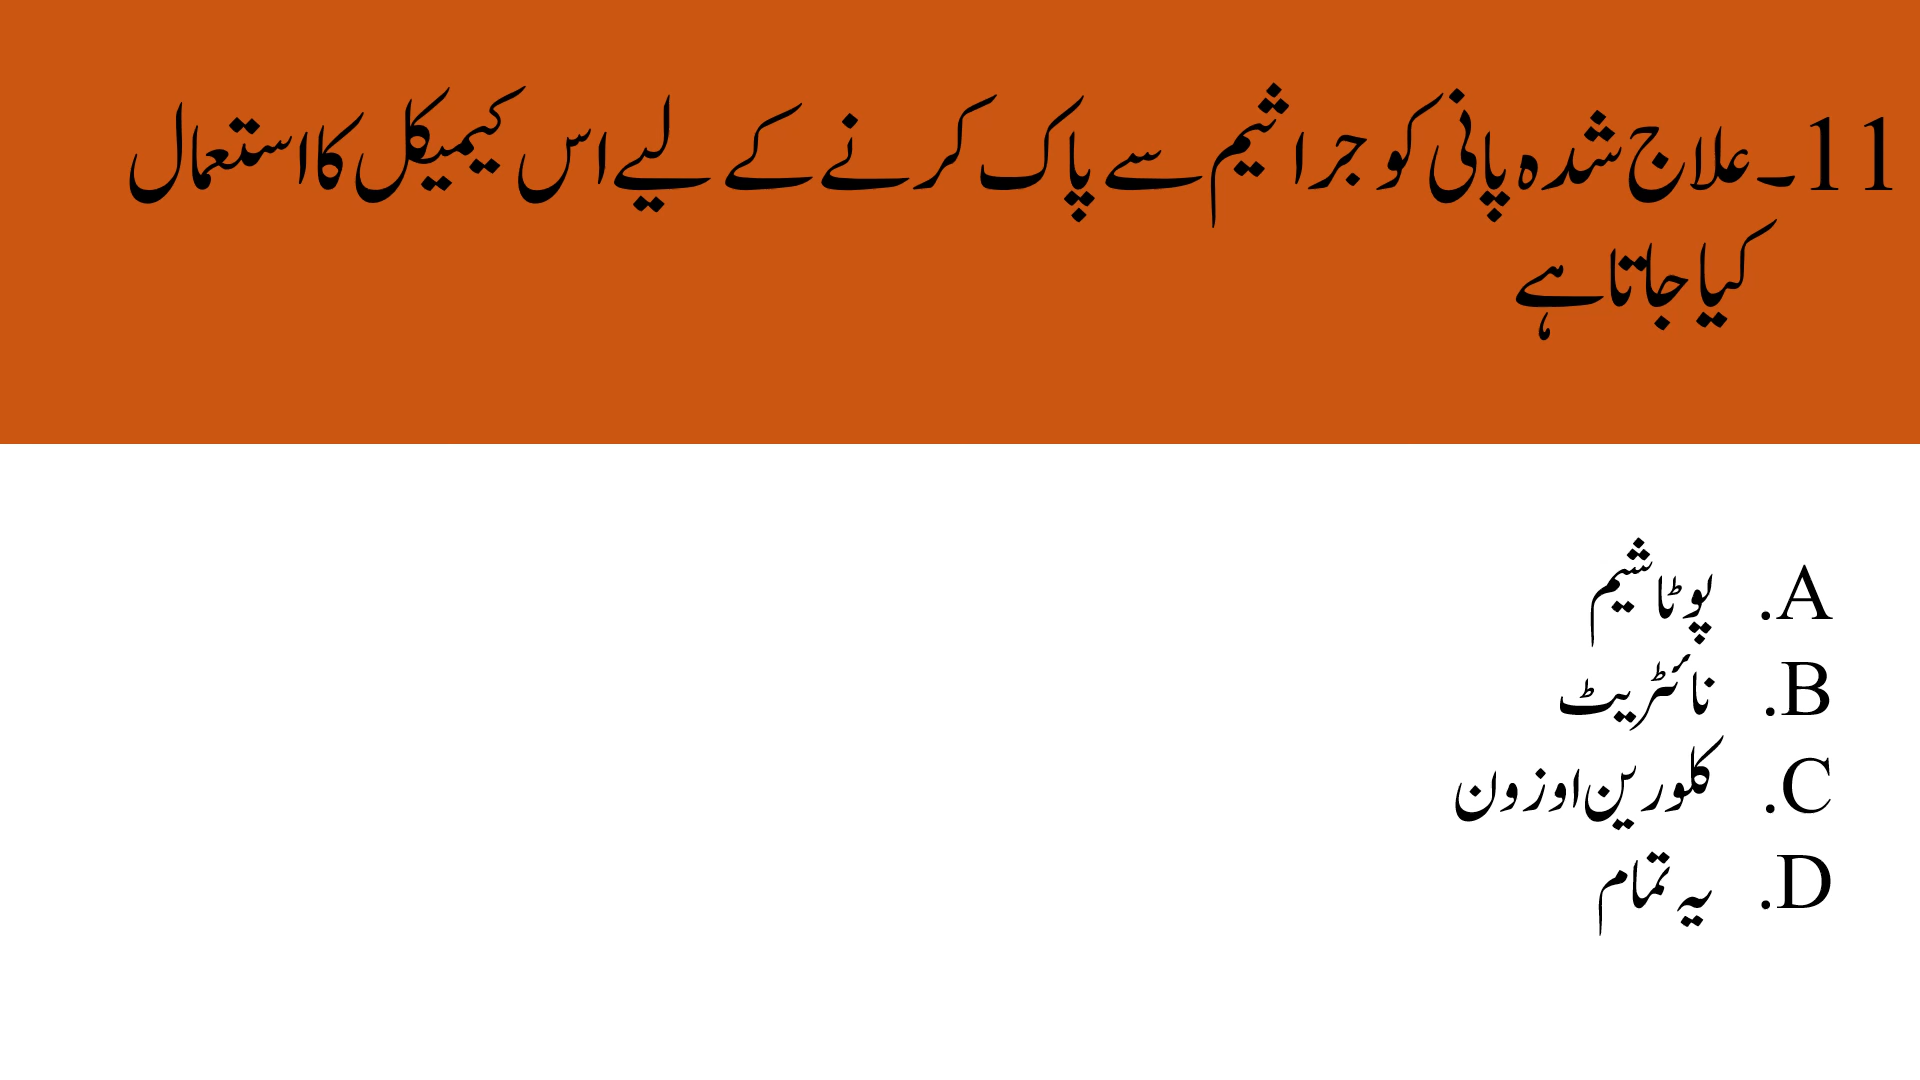 11۔علاج شدہ پانی کو جراثیم سے پاک کرنے کے لیے اس کیمیکل کا استعمال
کیا جاتا ہے
A. پوٹاشیم
B. نائٹریٹ
C. کلورین اوزون
D. یہ تمام